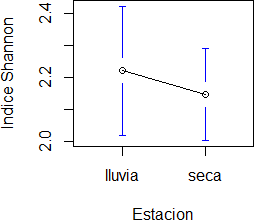 Indice Shannon
2.4
2.2
2.0
lluvia seca
Estacion